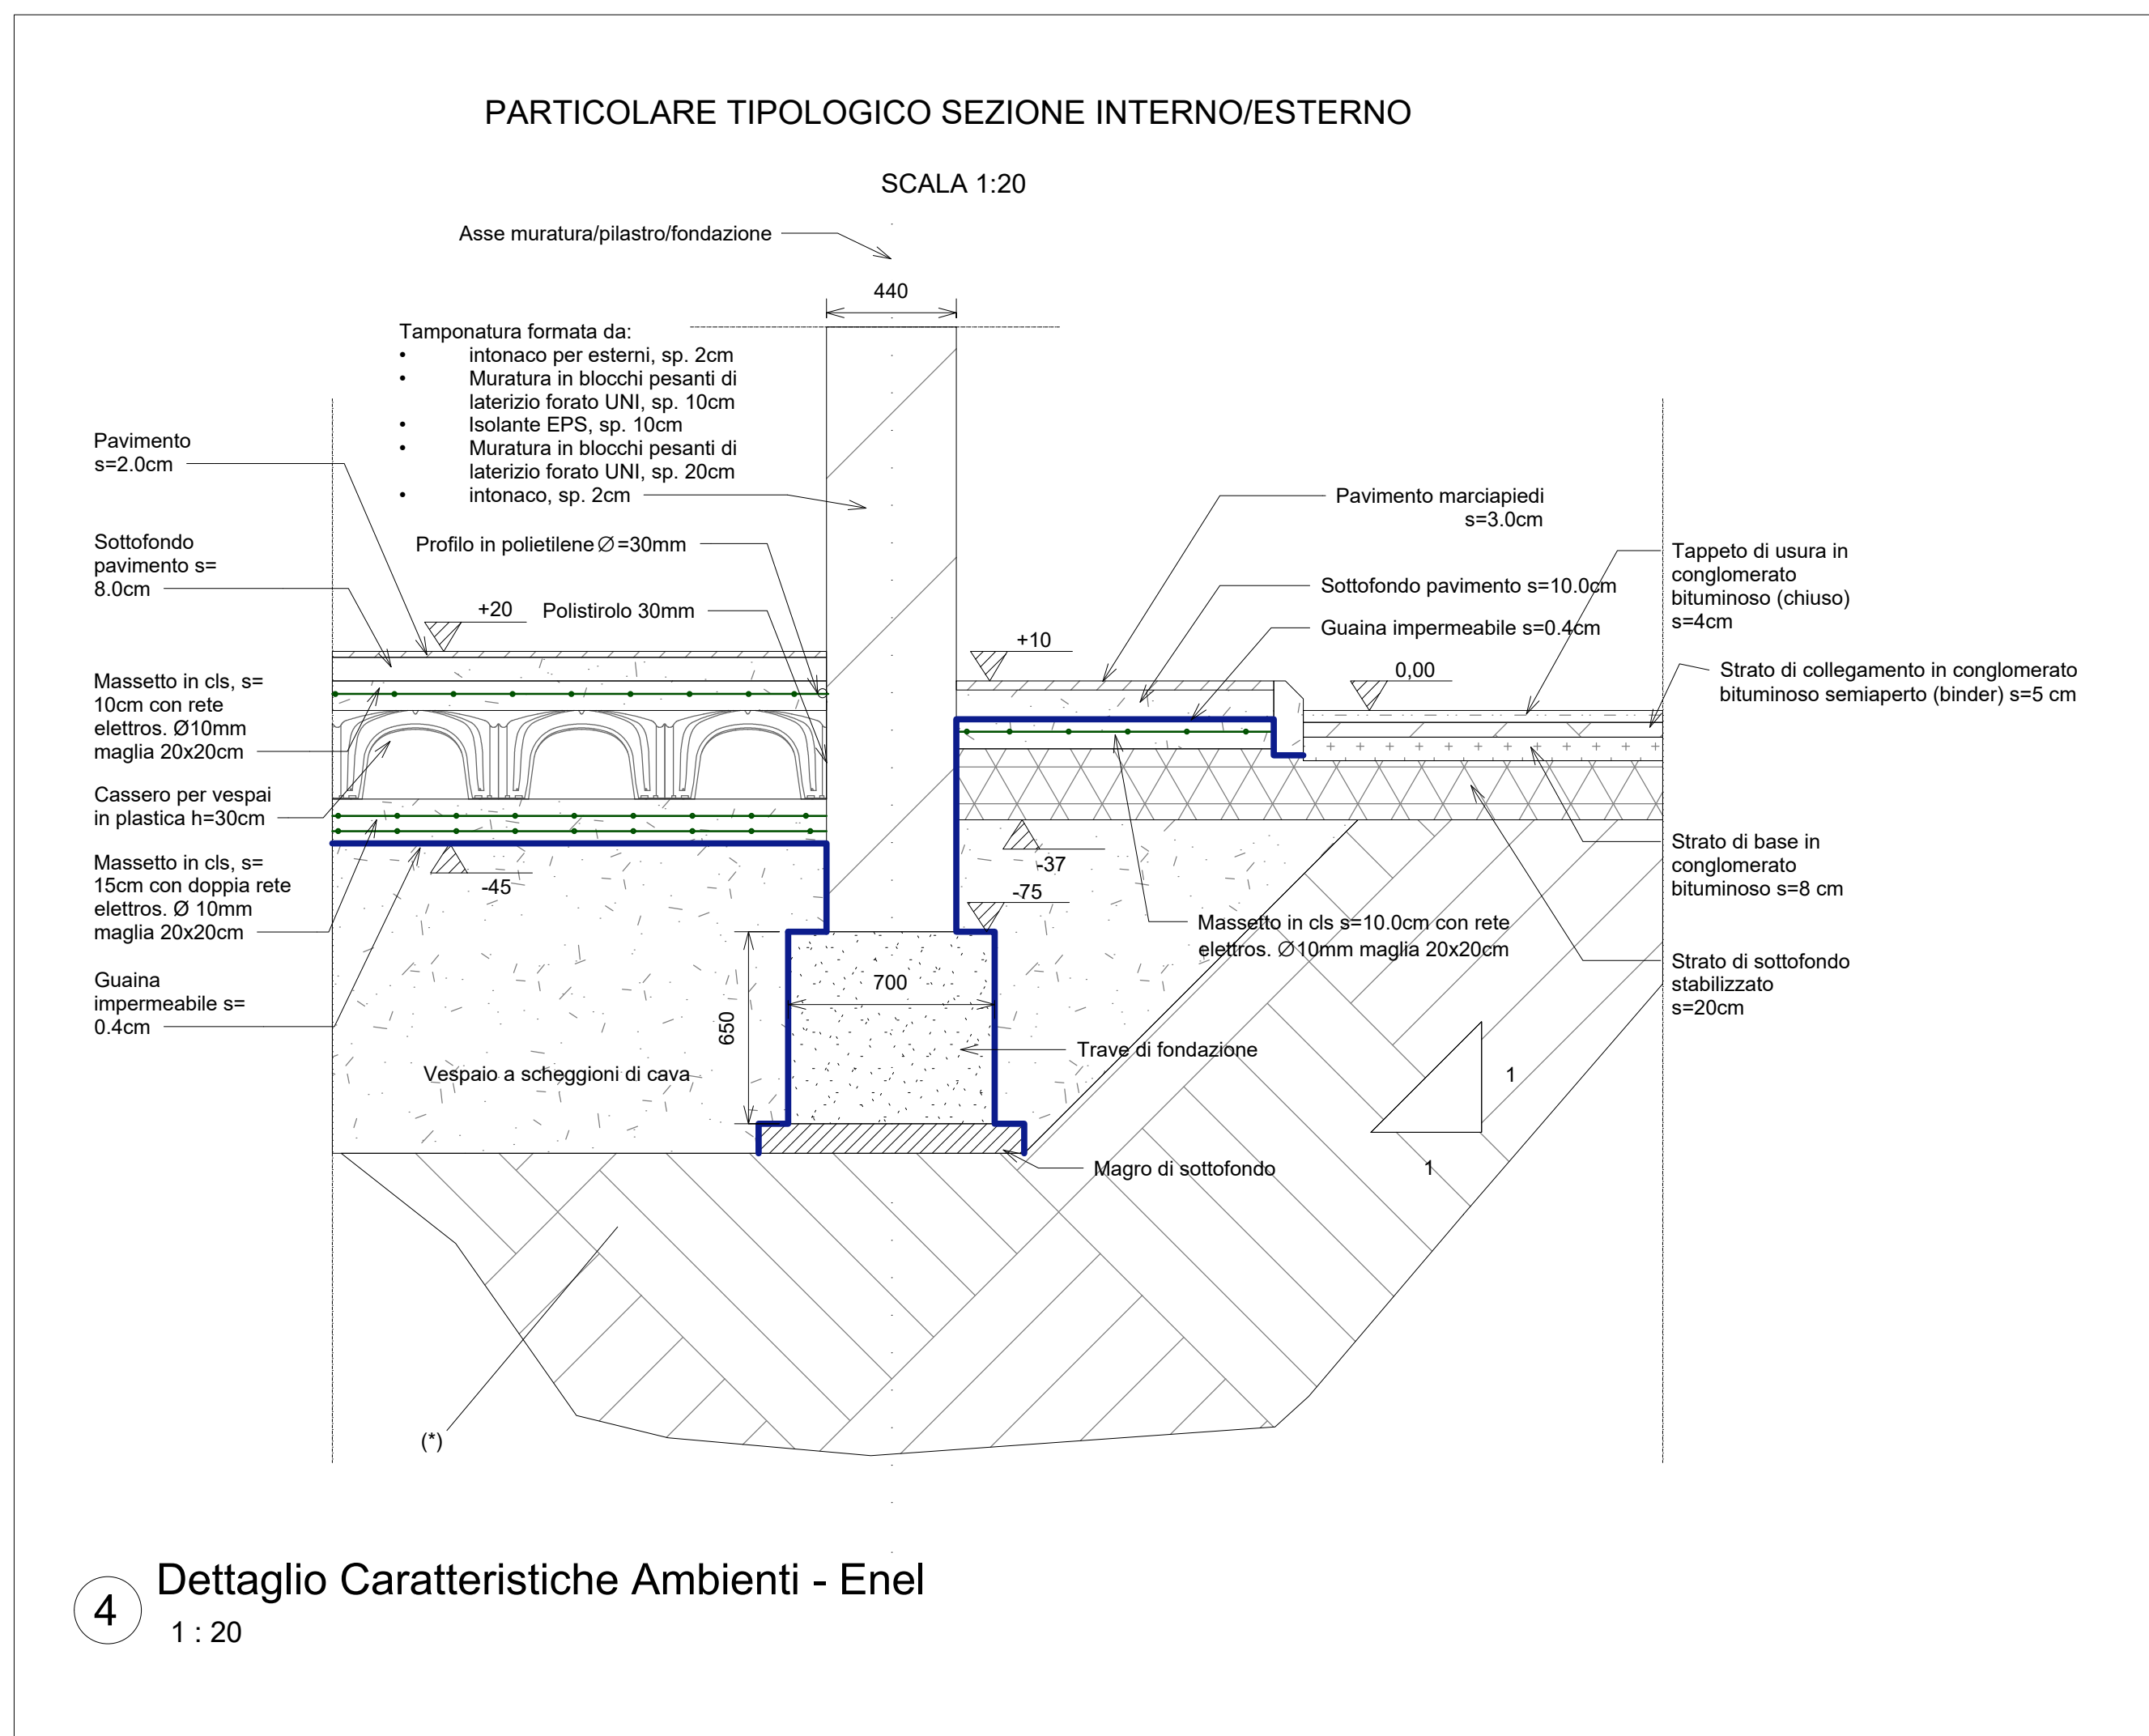 PARTICOLARE TIPOLOGICO SEZIONE INTERNO/ESTERNO
SCALA 1:20
Asse muratura/pilastro/fondazione
440
Tamponatura formata da:
• intonaco per esterni, sp. 2cm
• Muratura in blocchi pesanti di
laterizio forato UNI, sp. 10cm
• Isolante EPS, sp. 10cm
• Muratura in blocchi pesanti di
laterizio forato UNI, sp. 20cm
• intonaco, sp. 2cm
Pavimento
s=2.0cm
Profilo in polietilene Ø=30mm
Sottofondo
pavimento s=
8.0cm
+20
Polistirolo 30mm
Massetto in cls, s=
10cm con rete
elettros. Ø10mm
maglia 20x20cm
Cassero per vespai
in plastica h=30cm
Massetto in cls, s=
15cm con doppia rete
elettros. Ø 10mm
maglia 20x20cm
Guaina
impermeabile s=
0.4cm
-45
Pavimento marciapiedi
s=3.0cm
Sottofondo pavimento s=10.0cm
Guaina impermeabile s=0.4cm
+10
0,00
Tappeto di usura in
conglomerato
bituminoso (chiuso)
s=4cm
Strato di collegamento in conglomerato
bituminoso semiaperto (binder) s=5 cm
-37
-75
Strato di base in
conglomerato
bituminoso s=8 cm
Massetto in cls s=10.0cm con rete
elettros. Ø10mm maglia 20x20cm
Strato di sottofondo
stabilizzato
s=20cm
700
650
Trave di fondazione
Vespaio a scheggioni di cava
1
1
Magro di sottofondo
(*)
4
Dettaglio Caratteristiche Ambienti - Enel
1 : 20